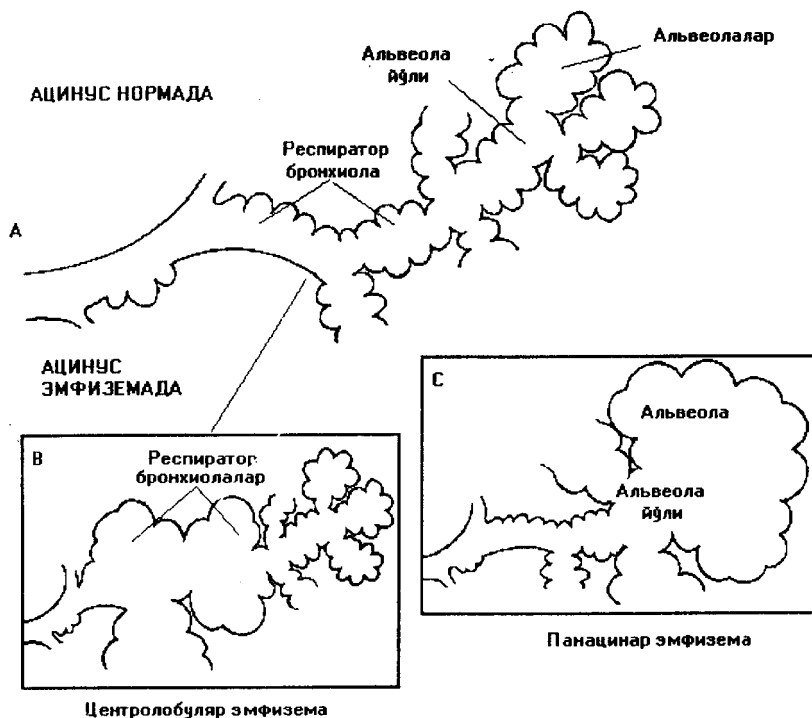 Альвеолалар
Альвеола
йўли
АЦИНУС НОРМАДА
Респиратор
бронхиола
A
АЦИНУС
ЭМФИЗЕМАДА
B
Респиратор
бронхиолалар
C
Альвеола
Альвеола
йўли
Панацинар эмфизема
Центролобуляр эмфизема